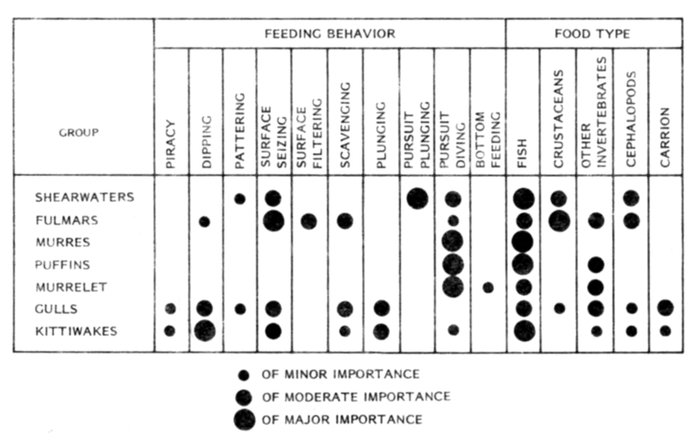 FEEDING BEHAVIOR FOOD TYPE
GROUP
PIRACY
DIPPING
PATTERING
SURFACE
SEIZING
SURFACE
FILTERING
SCAVENGING
PLUNGING
PURSUIT
PLUNGING
PURSUIT
DIVING
BOTTOM
FEEDING
FISH
CRUSTACEANS
OTHER
INVERTEBRATES
CEPHALOPODS
CARRION
SHEARWATERS
FULMARS
MURRES
PUFFINS
MURRELET
GULLS
KITTIWAKES
OF MINOR IMPORTANCE
OF MODERATE IMPORTANCE
OF MAJOR IMPORTANCE